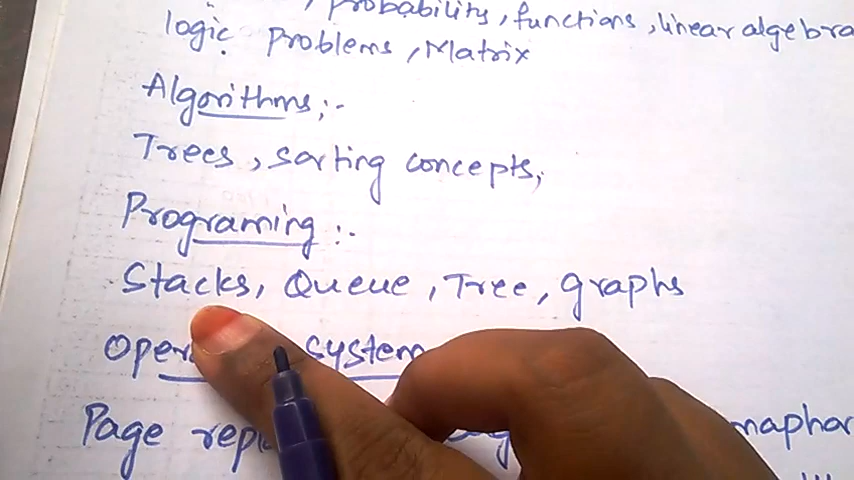 , probability, functions, linear algebra
logic Problems, Matrix
Algorithms:-
Trees, sorting concepts,
Programing:-
Stacks, Queue, Tree, graphs
system
Page